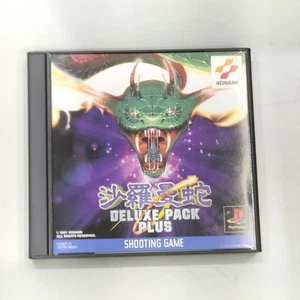 KONAMI
沙羅曼蛇
DELUXE PACK
PLUS
© 1997 KONAMI
ALL RIGHTS RESERVED.
PlayStation
SHOOTING GAME